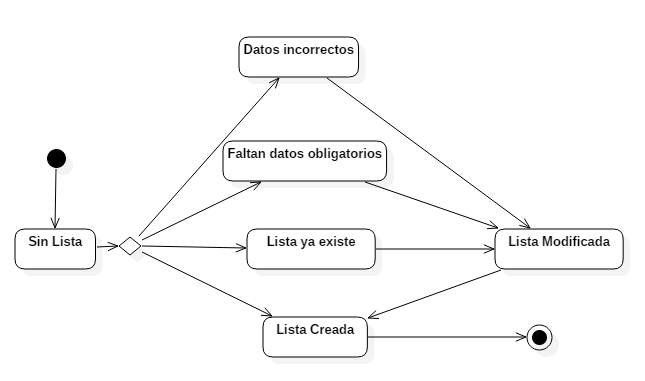 Datos incorrectos
Faltan datos obligatorios
Sin Lista
Lista ya existe
Lista Modificada
Lista Creada